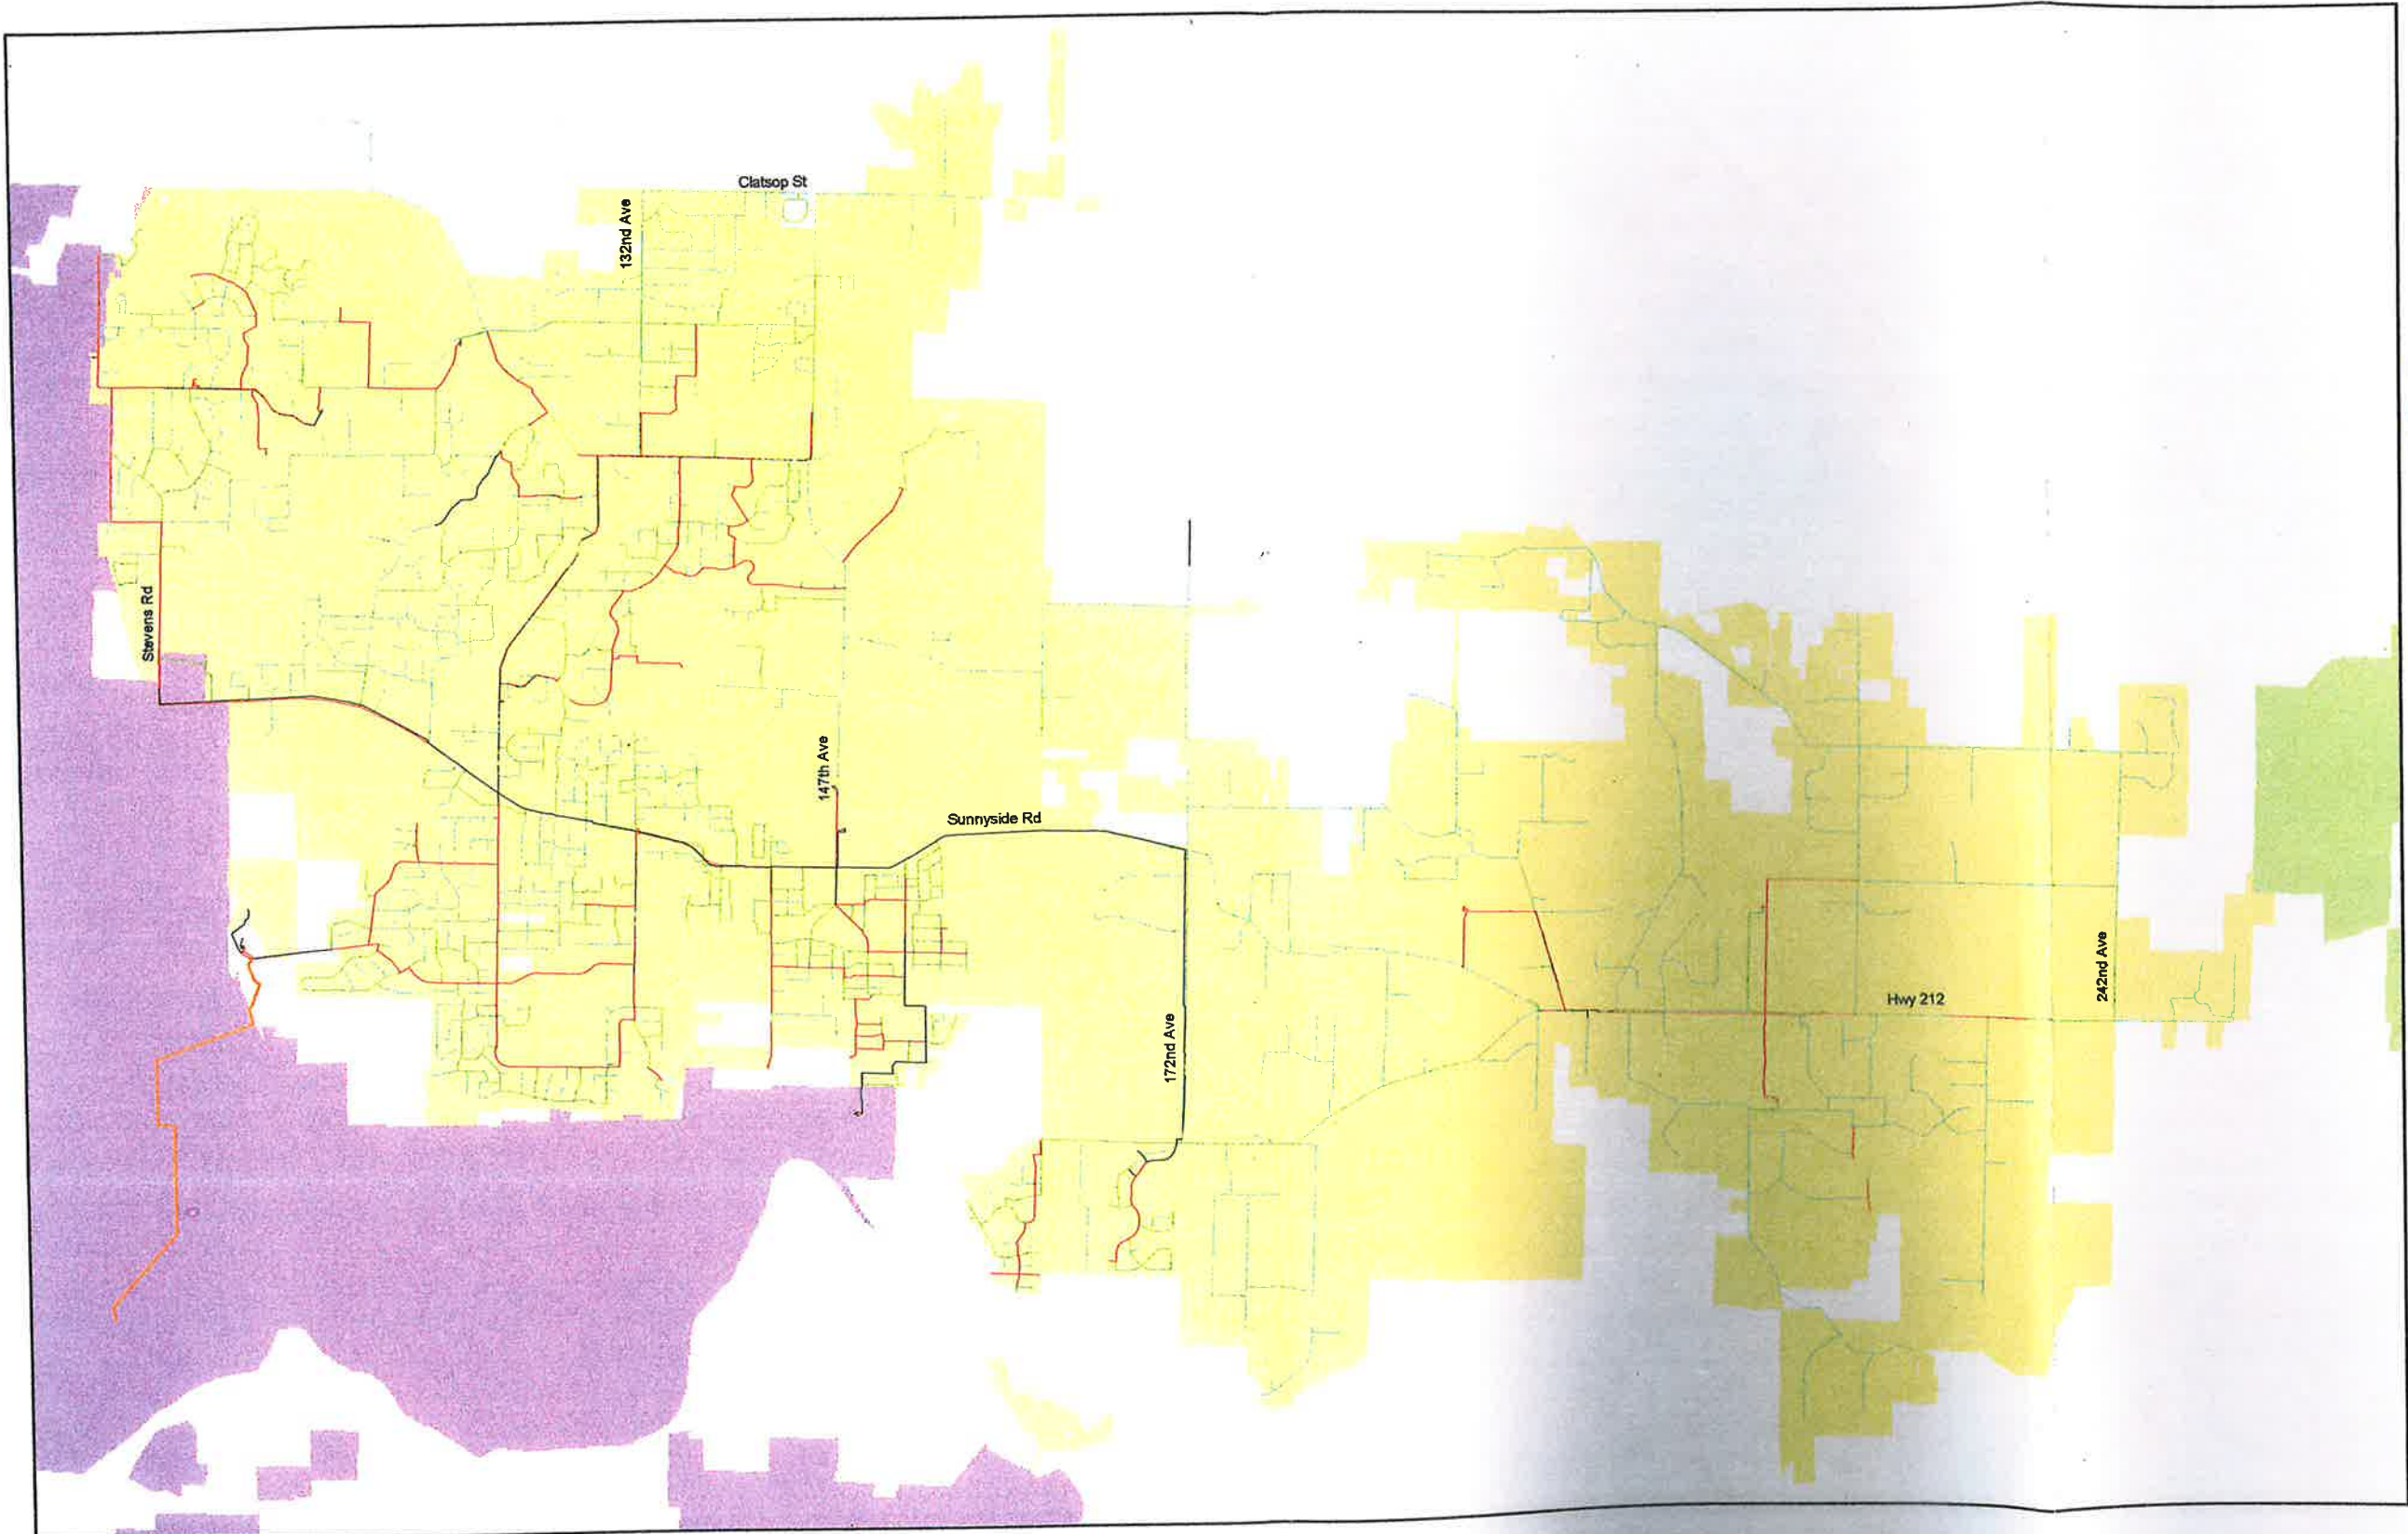 Clatsop St
132nd Ave
Stevens Rd
147th Ave
Sunnyside Rd
172nd Ave
Hwy 212
242nd Ave